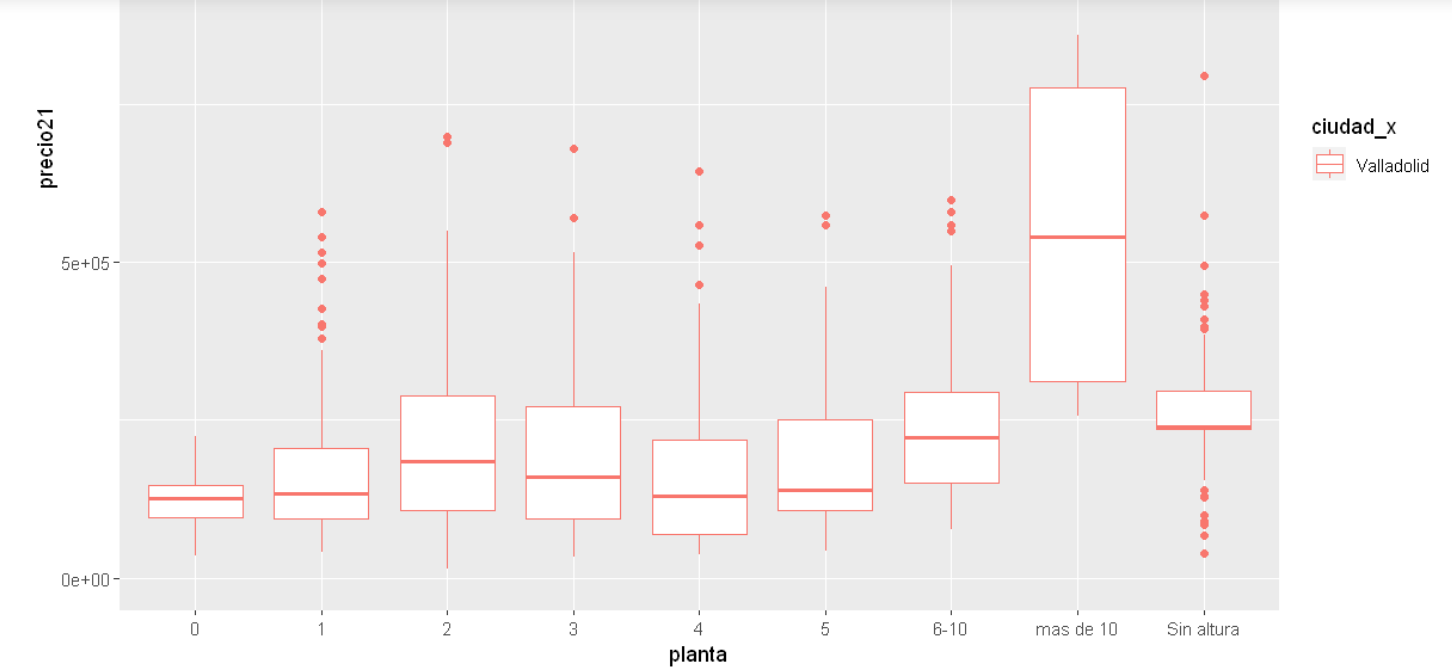 precio21
5e+05
0e+00
0 1 2 3 4 5 6-10 mas de 10 Sin altura
planta
ciudad_x
Valladolid